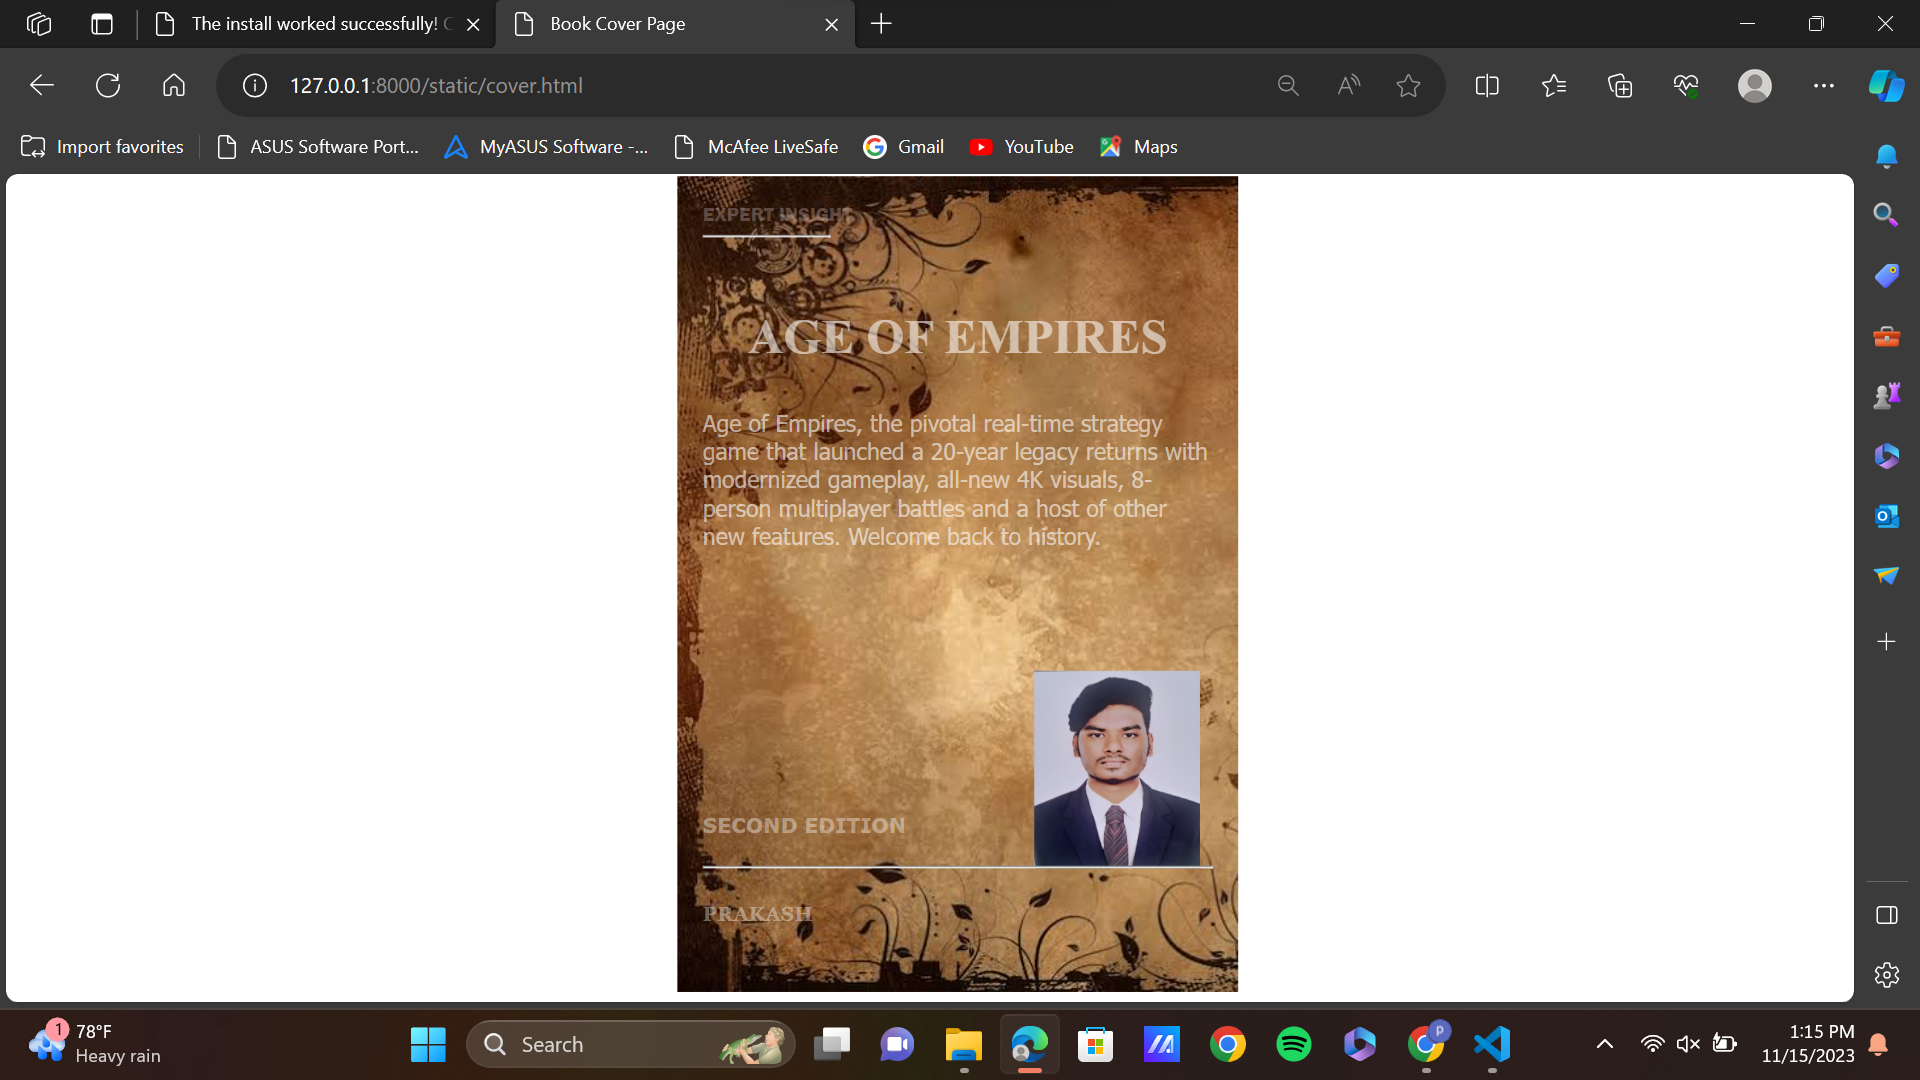 The install worked successfully! C
Book Cover Page
127.0.0.1:8000/static/cover.html
Import favorites
ASUS Software Port...
MyASUS Software -...
McAfee LiveSafe
Gmail
YouTube
Maps
EXPERT INSIGHT
AGE OF EMPIRES
Age of Empires, the pivotal real-time strategy
game that launched a 20-year legacy returns with
modernized gameplay, all-new 4K visuals, 8-
person multiplayer battles and a host of other
new features. Welcome back to history.
SECOND EDITION
PRAKASH
1
78°F
Heavy rain
Search
P
1:15 PM
11/15/2023